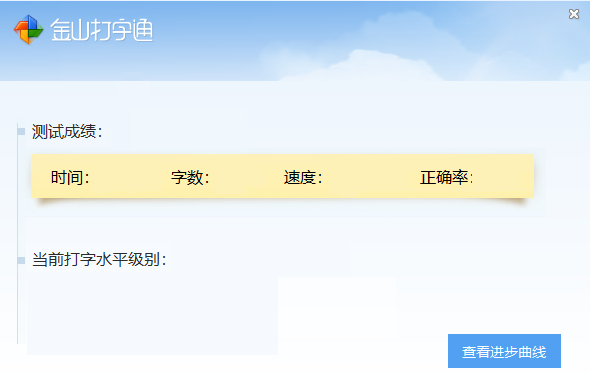 金山打字通
测试成绩：
时间： 字数： 速度： 正确率：
当前打字水平级别：
查看进步曲线